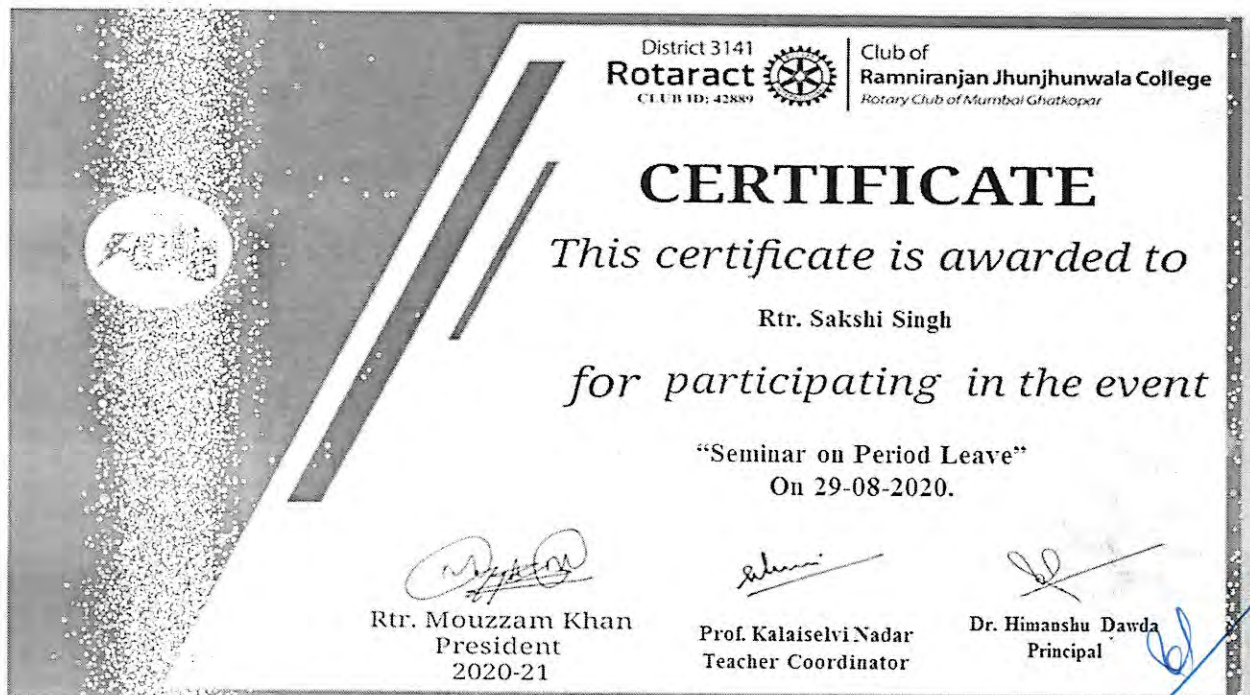 District 3141
Rotaract
CLUB ID: 42889
Club of
Ramniranjan Jhunjhunwala College
Rotary Club of Mumbai Ghatkopar
CERTIFICATE
This certificate is awarded to
Rtr. Sakshi Singh
for participating in the event
“Seminar on Period Leave”
On 29-08-2020.
Rtr. Mouzzam Khan
President
2020-21
Prof. Kalaiselvi Nadar
Teacher Coordinator
Dr. Himanshu Dawda
Principal